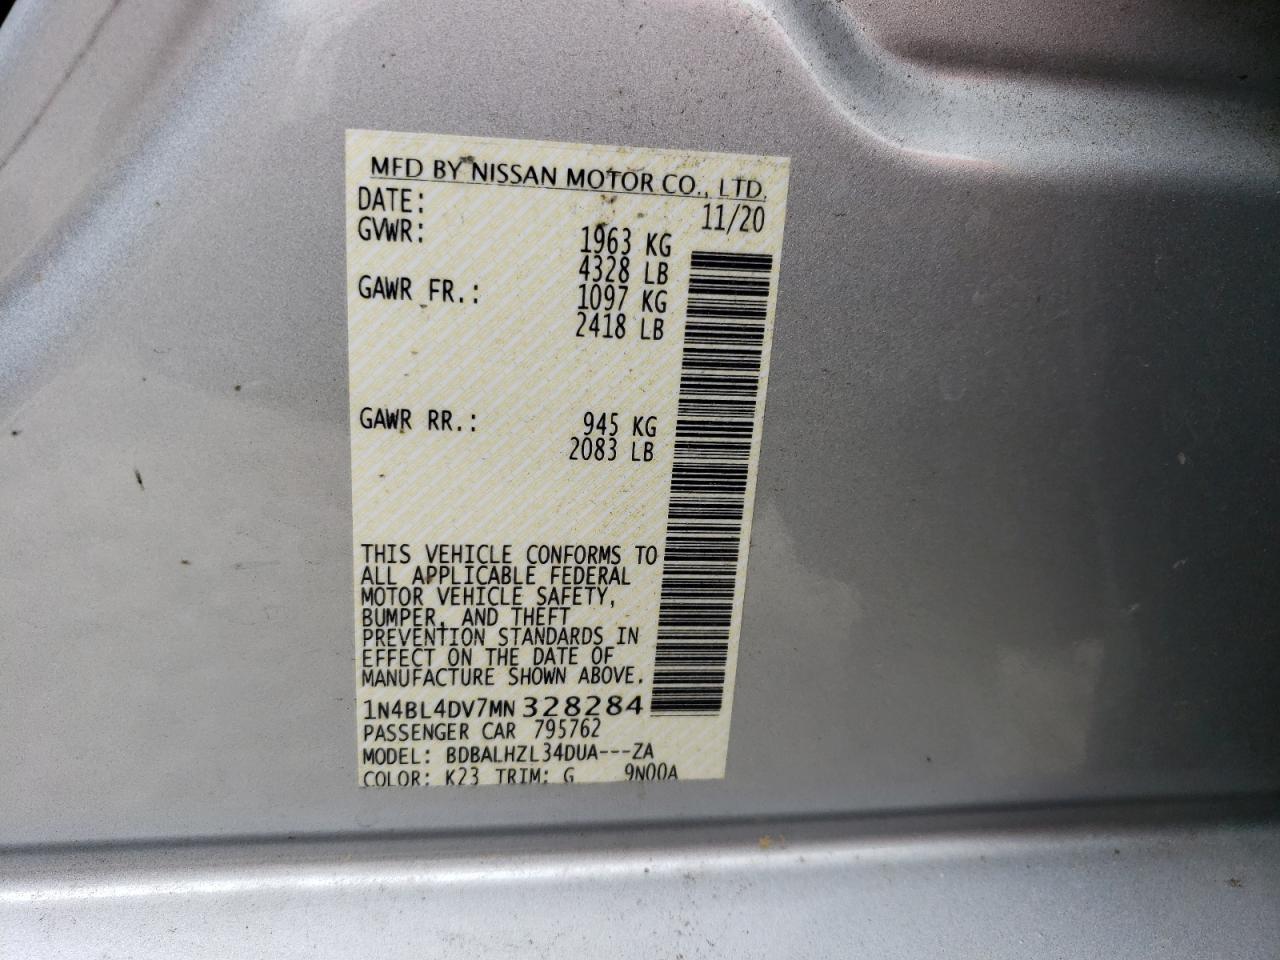 MFD BY NISSAN MOTOR CO., LTD.
DATE: 11/20
GVWR: 1963 KG
4328 LB
GAWR FR.: 1097 KG
2418 LB
GAWR RR.: 945 KG
2083 LB
THIS VEHICLE CONFORMS TO
ALL APPLICABLE FEDERAL
MOTOR VEHICLE SAFETY,
BUMPER, AND THEFT
PREVENTION STANDARDS IN
EFFECT ON THE DATE OF
MANUFACTURE SHOWN ABOVE.
1N4BL4DV7MN328284
PASSENGER CAR 795762
MODEL: BDBALHZL34DUA---ZA
COLOR: K23 TRIM: G 9N00A